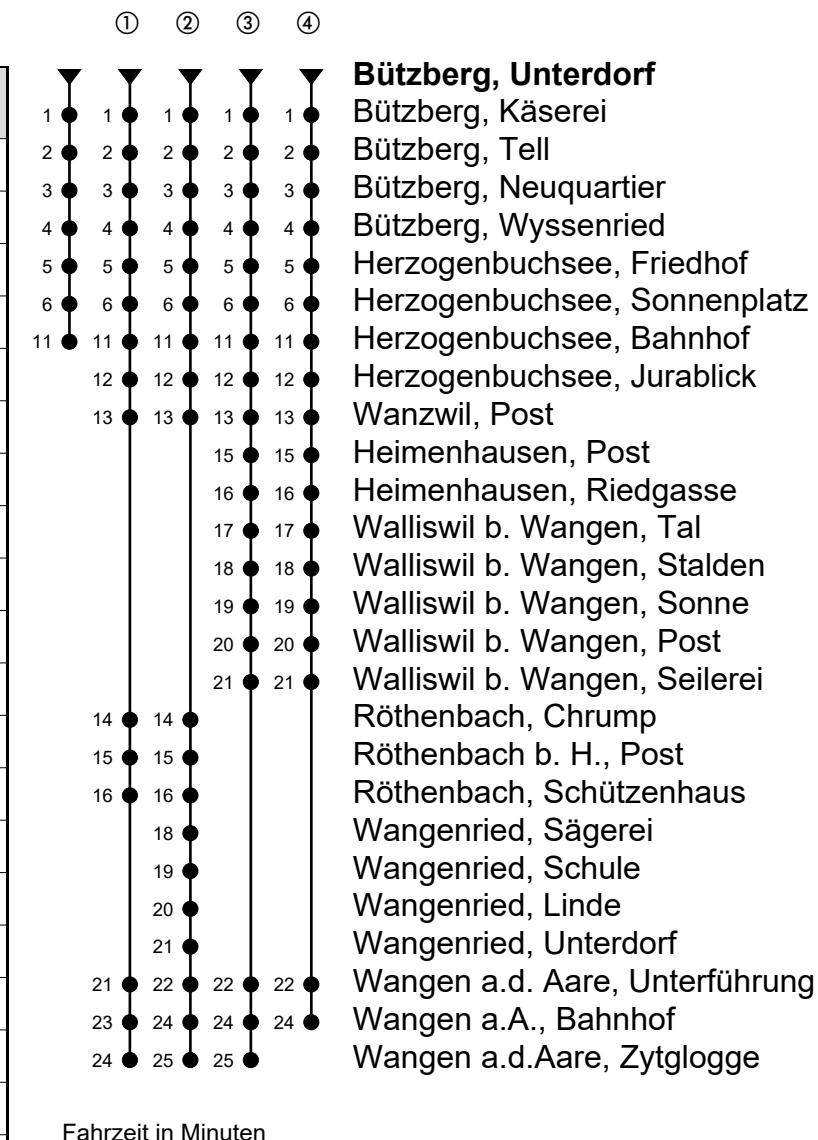 ① ② ③ ④
Bützberg, Unterdorf
1 1 1 1 1 Bützberg, Käserei
2 2 2 2 2 Bützberg, Tell
3 3 3 3 3 Bützberg, Neuquartier
4 4 4 4 4 Bützberg, Wyssenried
5 5 5 5 5 Herzogenbuchsee, Friedhof
6 6 6 6 6 Herzogenbuchsee, Sonnenplatz
11 11 11 11 11 Herzogenbuchsee, Bahnhof
12 12 12 12 Herzogenbuchsee, Jurablick
13 13 13 13 Wanzwil, Post
15 15 Heimenhausen, Post
16 16 Heimenhausen, Riedgasse
17 17 Walliswil b. Wangen, Tal
18 18 Walliswil b. Wangen, Stalden
19 19 Walliswil b. Wangen, Sonne
20 20 Walliswil b. Wangen, Post
21 21 Walliswil b. Wangen, Seilerei
14 14 Röthenbach, Chrump
15 15 Röthenbach b. H., Post
16 16 Röthenbach, Schützenhaus
18 Wangenried, Sägerei
19 Wangenried, Schule
20 Wangenried, Linde
21 Wangenried, Unterdorf
21 22 22 22 Wangen a.d. Aare, Unterführung
23 24 24 24 Wangen a.A., Bahnhof
24 25 25 Wangen a.d.Aare, Zytglogge
Fahrzeit in Minuten